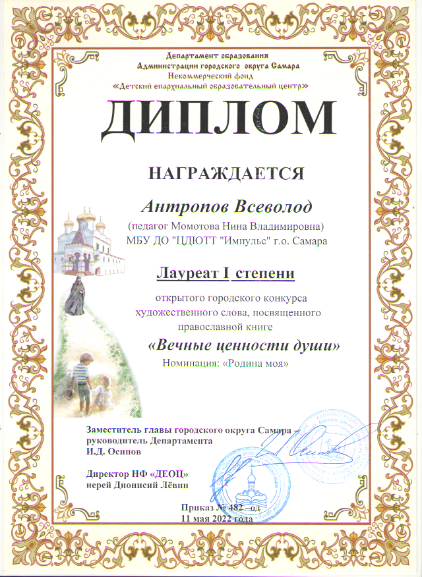 Департамент образования
Администрации городского округа Самара
Некоммерческий фонд
«Детский епархиальный образовательный центр»
ДИПЛОМ
НАГРАЖДАЕТСЯ
Антропов Всеволод
(педагог Момотова Нина Владимировна)
МБУ ДО "ЦДЮТТ "Импульс" г.о. Самара
Лауреат I степени
открытого городского конкурса
художественного слова, посвященного
православной книге
«Вечные ценности души»
Номинация: «Родина моя»
Заместитель главы городского округа Самара –
руководитель Департамента
И.Д. Осипов
Директор НФ «ДЕОЦ»
иерей Дионисий Лёвин
Приказ № 482 -од
11 мая 2022 года